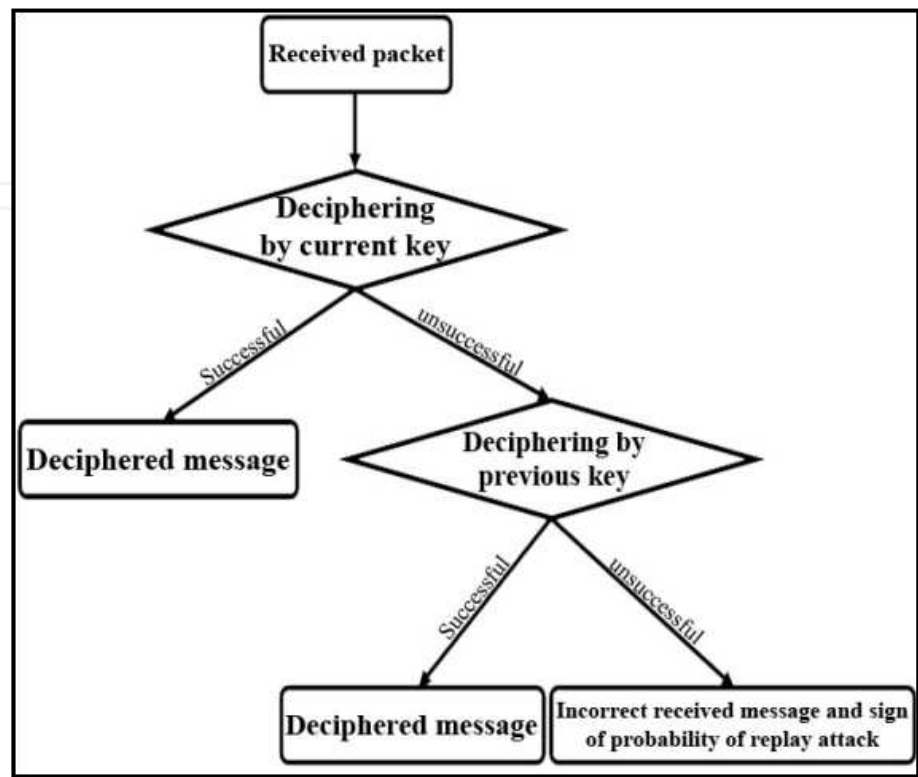 Received packet
Deciphering
by current key
Successful
unsuccessful
Deciphered message
Deciphering by
previous key
Successful
unsuccessful
Deciphered message
Incorrect received message and sign
of probability of replay attack